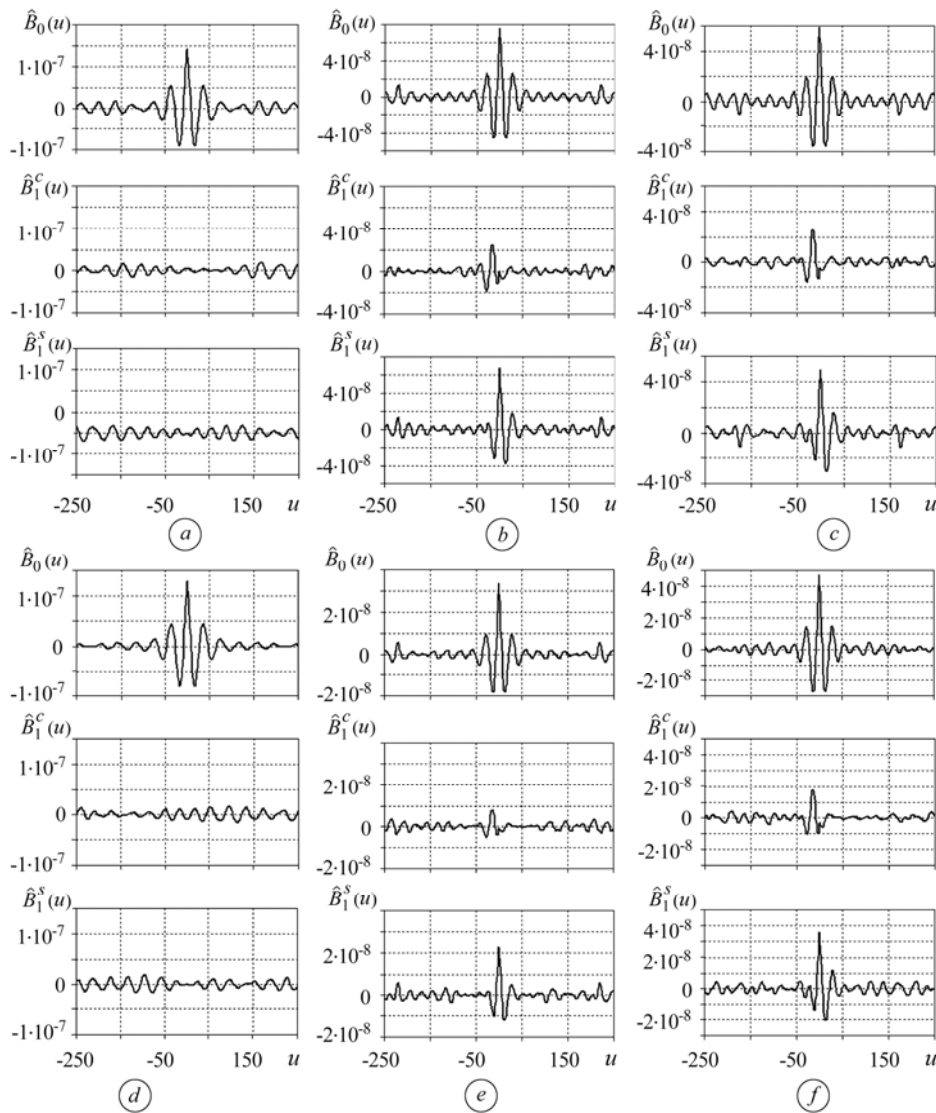 B̂₀(u)
1·10⁻⁷
0
-1·10⁻⁷
B̂₁ᶜ(u)
1·10⁻⁷
0
-1·10⁻⁷
B̂₁ˢ(u)
1·10⁻⁷
0
-1·10⁻⁷
-250 -50 150 u
a
B̂₀(u)
4·10⁻⁸
0
-4·10⁻⁸
B̂₁ᶜ(u)
4·10⁻⁸
0
-4·10⁻⁸
B̂₁ˢ(u)
4·10⁻⁸
0
-4·10⁻⁸
-250 -50 150 u
b
B̂₀(u)
4·10⁻⁸
0
-4·10⁻⁸
B̂₁ᶜ(u)
4·10⁻⁸
0
-4·10⁻⁸
B̂₁ˢ(u)
4·10⁻⁸
0
-4·10⁻⁸
-250 -50 150 u
c
B̂₀(u)
1·10⁻⁷
0
-1·10⁻⁷
B̂₁ᶜ(u)
1·10⁻⁷
0
-1·10⁻⁷
B̂₁ˢ(u)
1·10⁻⁷
0
-1·10⁻⁷
-250 -50 150 u
d
B̂₀(u)
2·10⁻⁸
0
-2·10⁻⁸
B̂₁ᶜ(u)
2·10⁻⁸
0
-2·10⁻⁸
B̂₁ˢ(u)
2·10⁻⁸
0
-2·10⁻⁸
-250 -50 150 u
e
B̂₀(u)
4·10⁻⁸
2·10⁻⁸
0
-2·10⁻⁸
B̂₁ᶜ(u)
4·10⁻⁸
2·10⁻⁸
0
-2·10⁻⁸
B̂₁ˢ(u)
4·10⁻⁸
2·10⁻⁸
0
-2·10⁻⁸
-250 -50 150 u
f